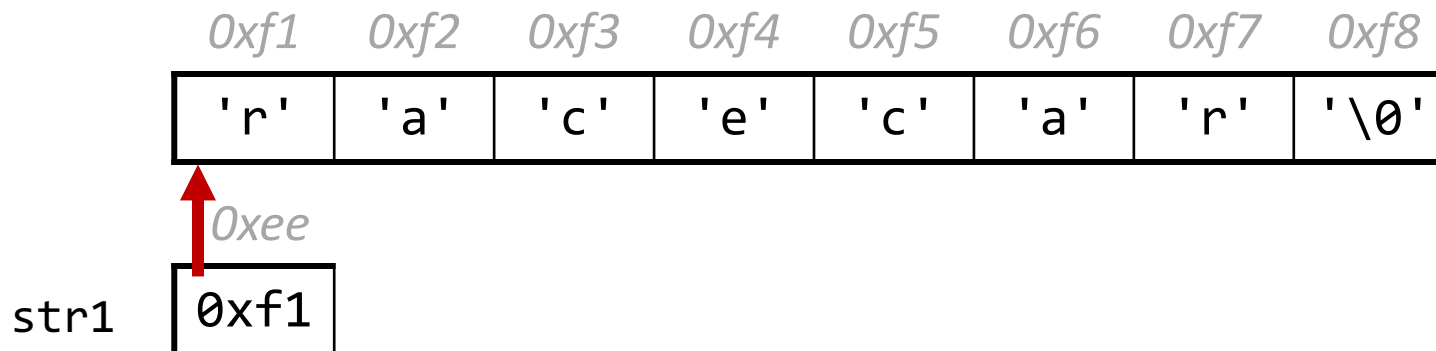 0xf1 0xf2 0xf3 0xf4 0xf5 0xf6 0xf7 0xf8
'r' 'a' 'c' 'e' 'c' 'a' 'r' '\0'
0xee
str1 0xf1